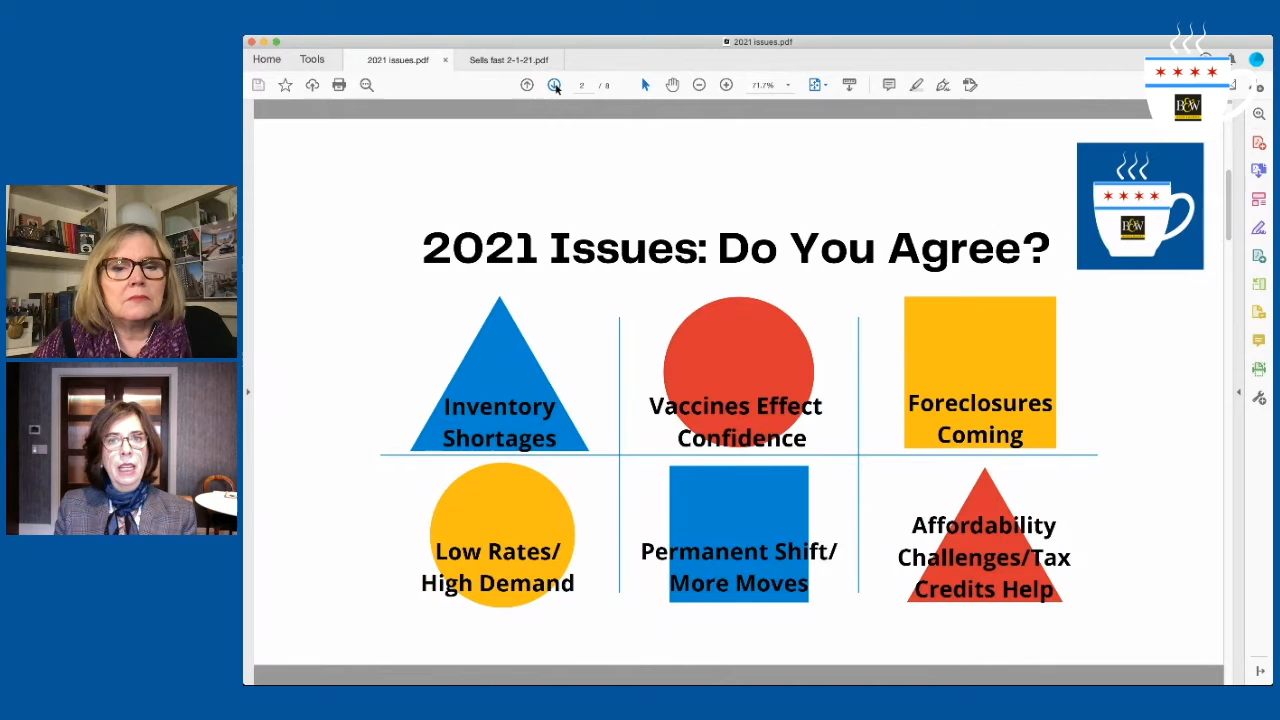 2021 issues.pdf
Home
Tools
2021 issues.pdf
×
Sells fast 2-1-21.pdf
2 / 8
71.7%
B&W
B&W
2021 Issues: Do You Agree?
Inventory
Shortages
Vaccines Effect
Confidence
Foreclosures
Coming
Low Rates/
High Demand
Permanent Shift/
More Moves
Affordability
Challenges/Tax
Credits Help